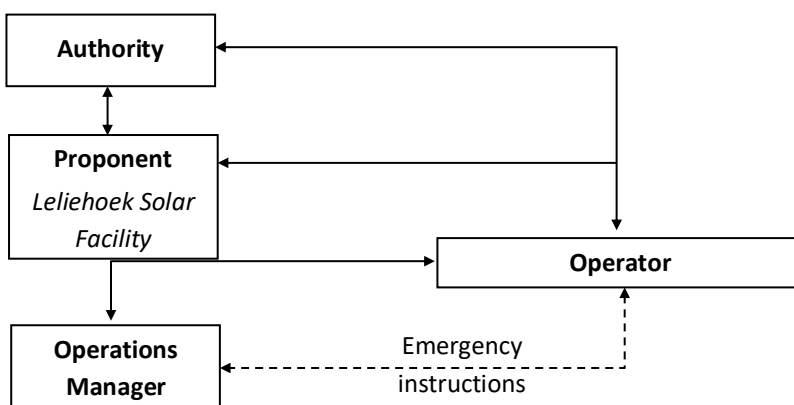 Authority
Proponent
Leliehoek Solar
Facility
Operator
Operations
Manager
Emergency
instructions